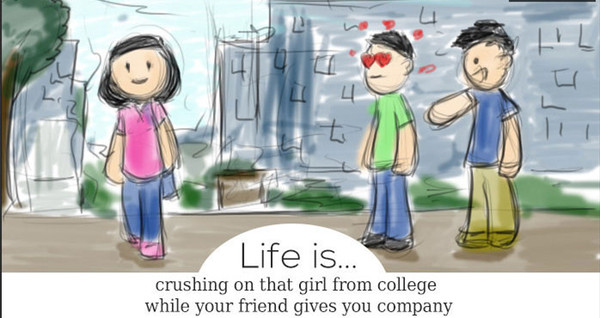 Life is...
crushing on that girl from college
while your friend gives you company